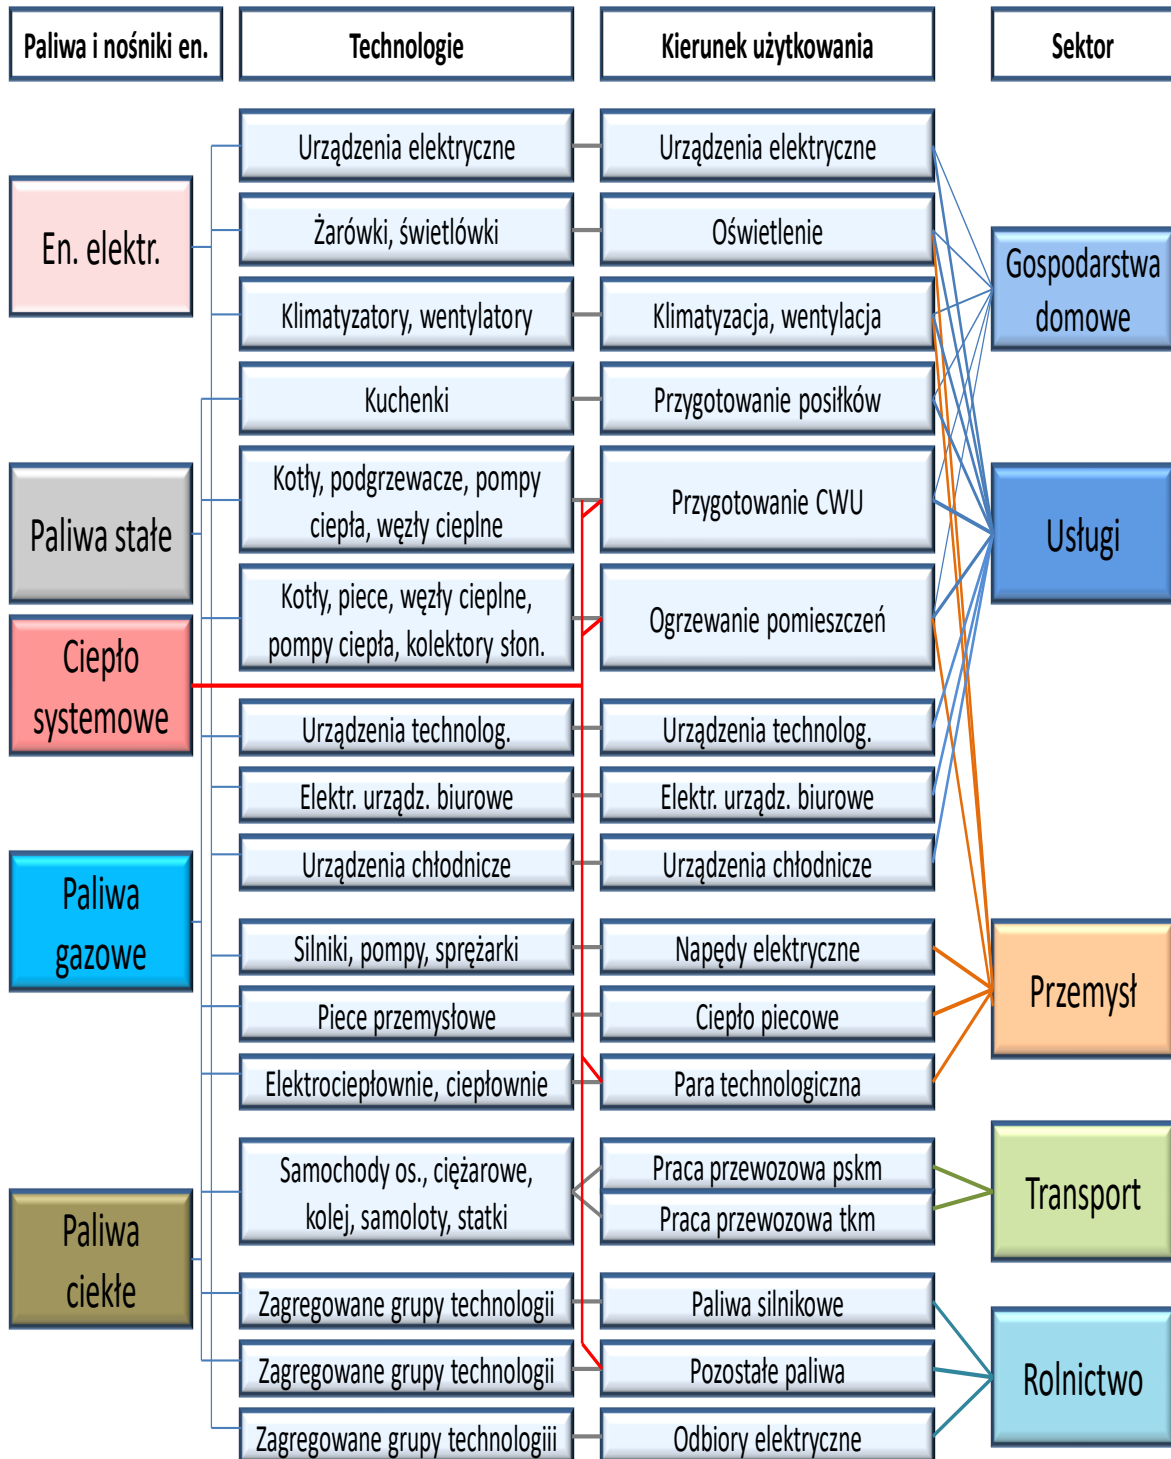 Paliwa i nośniki en.
Technologie
Kierunek użytkowania
Sektor
En. elektr.
Paliwa stałe
Ciepło
systemowe
Paliwa
gazowe
Paliwa
ciekłe
Urządzenia elektryczne
Żarówki, świetlówki
Klimatyzatory, wentylatory
Kuchenki
Kotły, podgrzewacze, pompy
ciepła, węzły cieplne
Kotły, piece, węzły cieplne,
pompy ciepła, kolektory słon.
Urządzenia technolog.
Elektr. urządz. biurowe
Urządzenia chłodnicze
Silniki, pompy, sprężarki
Piece przemysłowe
Elektrociepłownie, ciepłownie
Samochody os., ciężarowe,
kolej, samoloty, statki
Zagregowane grupy technologii
Zagregowane grupy technologii
Zagregowane grupy technologiii
Urządzenia elektryczne
Oświetlenie
Klimatyzacja, wentylacja
Przygotowanie posiłków
Przygotowanie CWU
Ogrzewanie pomieszczeń
Urządzenia technolog.
Elektr. urządz. biurowe
Urządzenia chłodnicze
Napędy elektryczne
Ciepło piecowe
Para technologiczna
Praca przewozowa pskm
Praca przewozowa tkm
Paliwa silnikowe
Pozostałe paliwa
Odbiory elektryczne
Gospodarstwa
domowe
Usługi
Przemysł
Transport
Rolnictwo